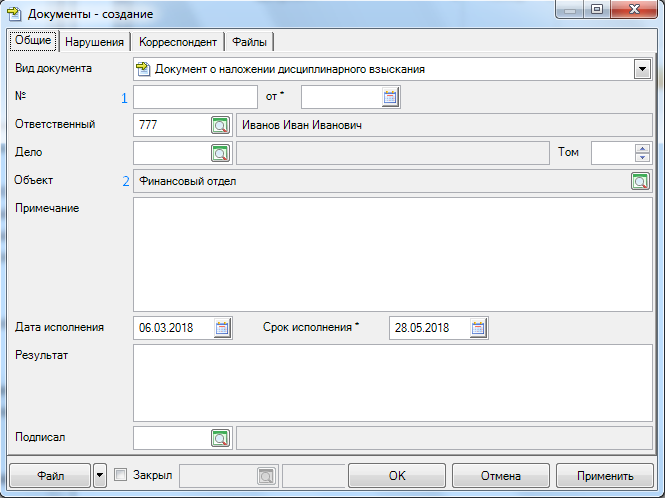 Документы - создание
Общие Нарушения Корреспондент Файлы
Вид документа Документ о наложении дисциплинарного взыскания
№ 1 от *
Ответственный 777 Иванов Иван Иванович
Дело Том
Объект 2 Финансовый отдел
Примечание
Дата исполнения 06.03.2018 Срок исполнения * 28.05.2018
Результат
Подписал
Файл Закрыл OK Отмена Применить